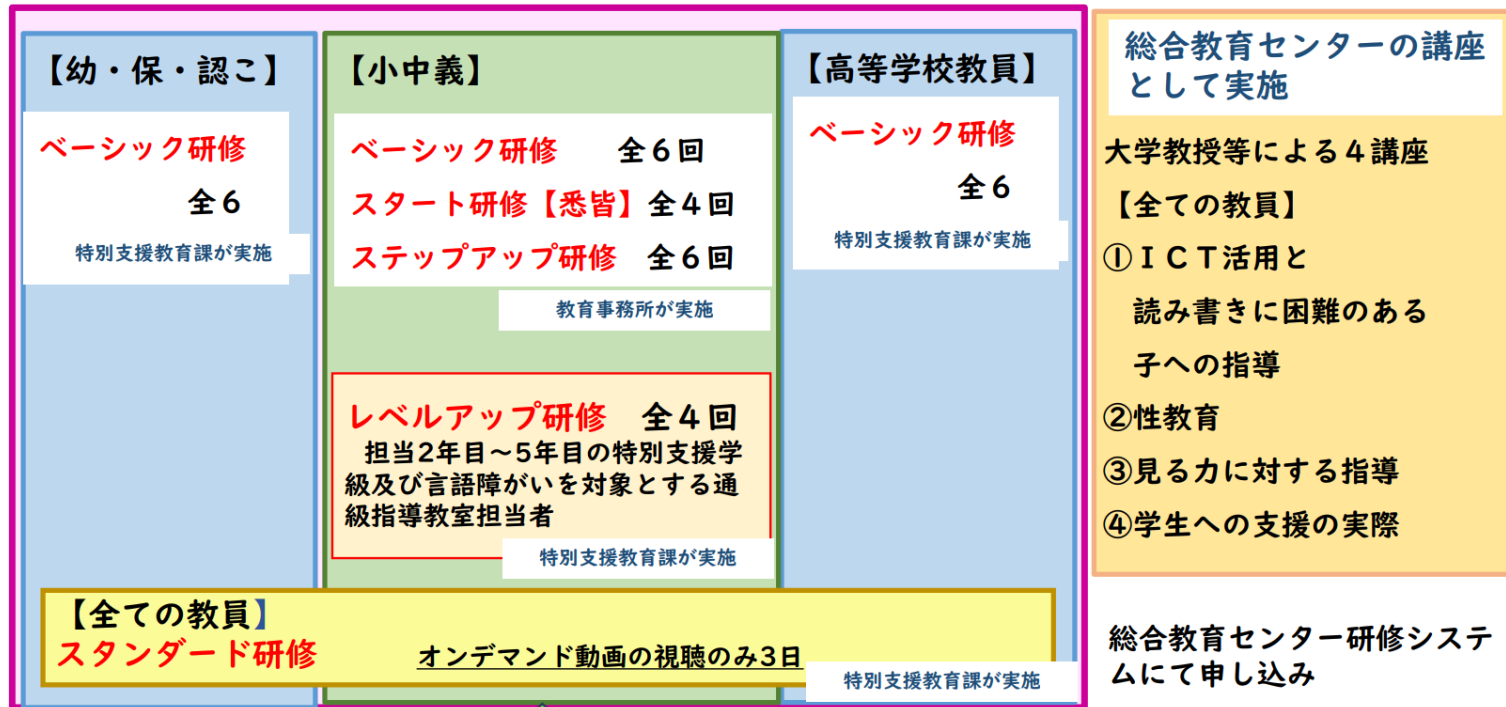 【幼・保・認こ】
ベーシック研修
全６
特別支援教育課が実施
【小中義】
ベーシック研修　全６回
スタート研修【悉皆】全４回
ステップアップ研修　全６回
教育事務所が実施
レベルアップ研修　全４回
担当2年目～5年目の特別支援学
級及び言語障がいを対象とする通
級指導教室担当者
特別支援教育課が実施
【高等学校教員】
ベーシック研修
全６
特別支援教育課が実施
【全ての教員】
スタンダード研修　オンデマンド動画の視聴のみ3日
特別支援教育課が実施
総合教育センターの講座
として実施
大学教授等による４講座
【全ての教員】
①ＩＣＴ活用と
読み書きに困難のある
子への指導
②性教育
③見る力に対する指導
④学生への支援の実際
総合教育センター研修システ
ムにて申し込み